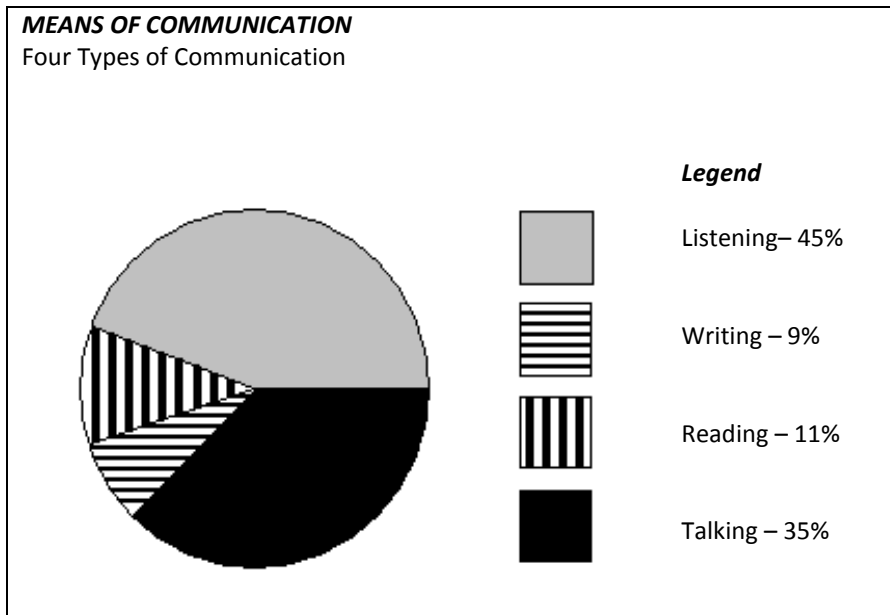 MEANS OF COMMUNICATION
Four Types of Communication
Legend
Listening– 45%
Writing – 9%
Reading – 11%
Talking – 35%